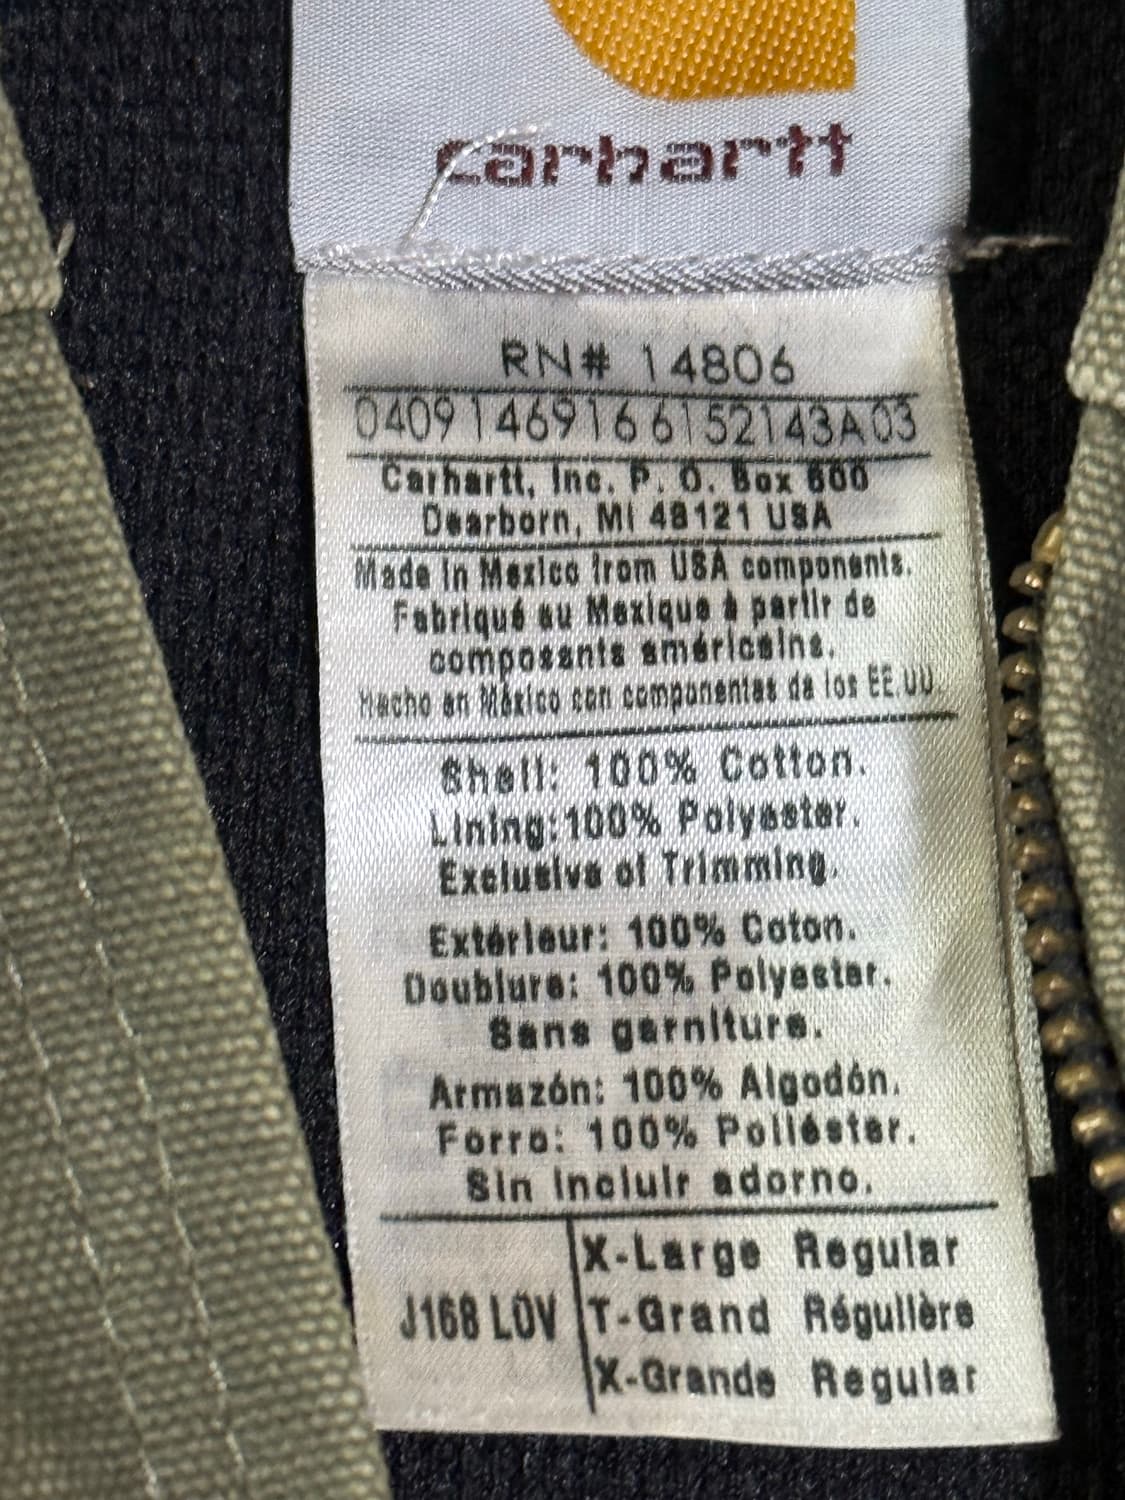 carhartt
RN# 14806
04091469166152143A03
Carhartt, Inc. P. O. Box 600
Dearborn, MI 48121 USA
Made in Mexico from USA components.
Fabriqué au Mexique à partir de
composants américains.
Hecho en México con componentes de los EE.UU.
Shell: 100% Cotton.
Lining:100% Polyester.
Exclusive of Trimming.
Extérieur: 100% Coton.
Doublure: 100% Polyester.
Sans garniture.
Armazón: 100% Algodón.
Forro: 100% Poliéster.
Sin incluir adorno.
J168 LOV
X-Large Regular
T-Grand Régulière
X-Grande Regular